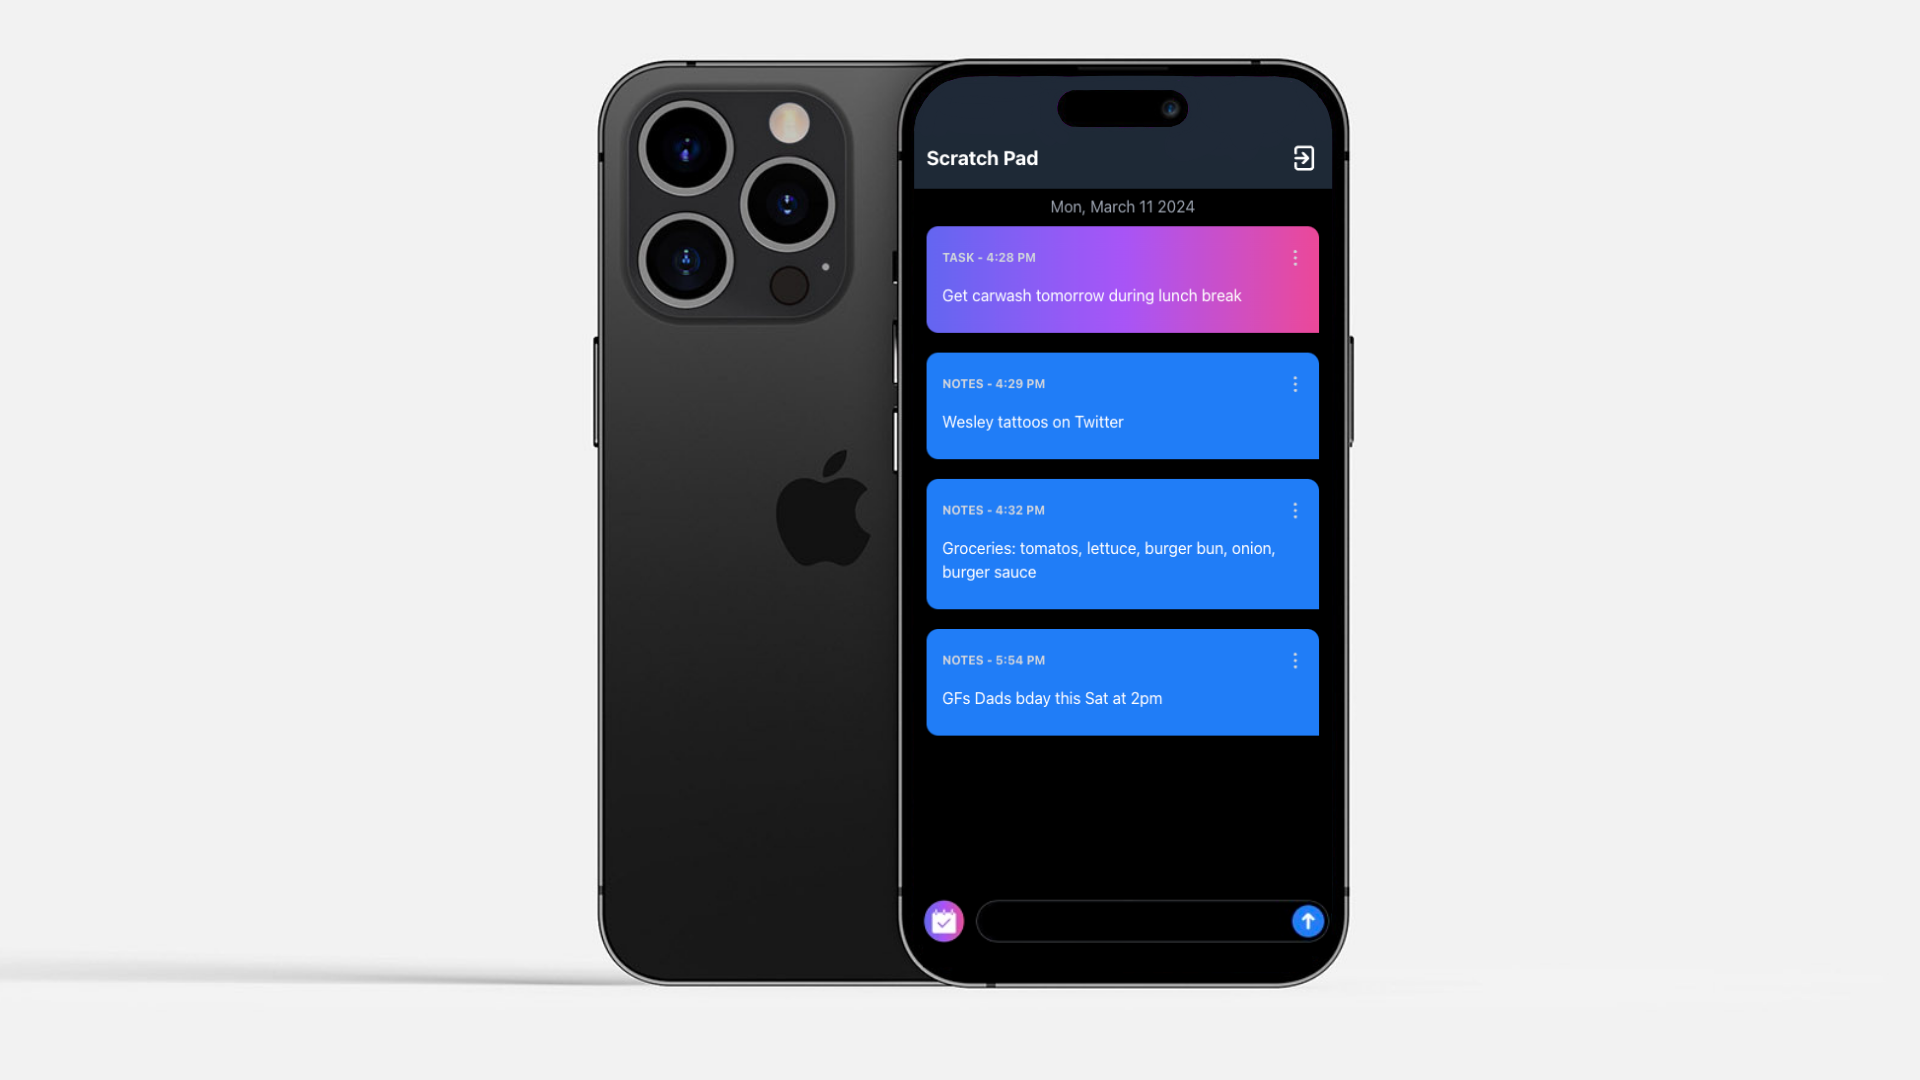 Scratch Pad
Mon, March 11 2024
TASK - 4:28 PM
Get carwash tomorrow during lunch break
NOTES - 4:29 PM
Wesley tattoos on Twitter
NOTES - 4:32 PM
Groceries: tomatos, lettuce, burger bun, onion,
burger sauce
NOTES - 5:54 PM
GFs Dads bday this Sat at 2pm